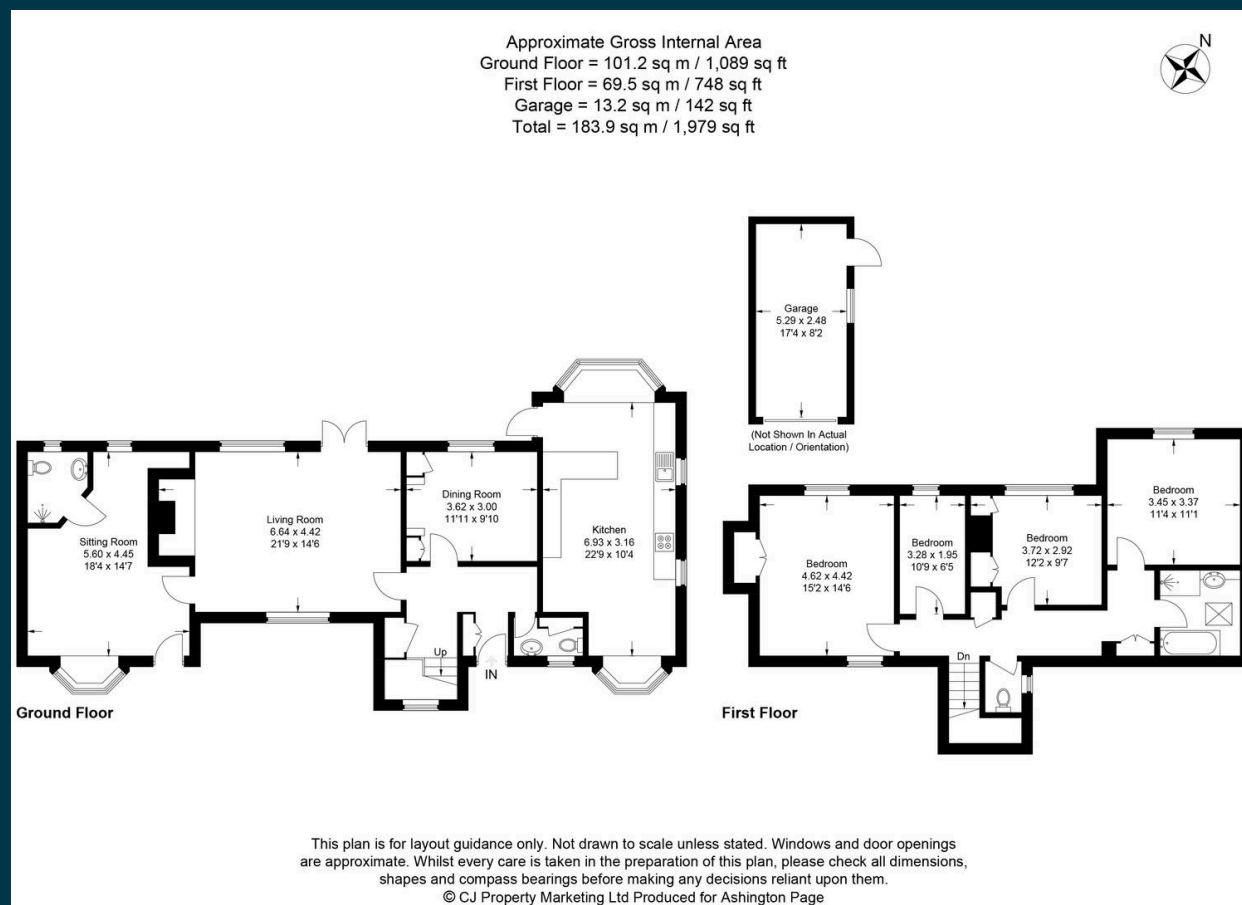 Approximate Gross Internal Area
Ground Floor = 101.2 sq m / 1,089 sq ft
First Floor = 69.5 sq m / 748 sq ft
Garage = 13.2 sq m / 142 sq ft
Total = 183.9 sq m / 1,979 sq ft
N
Garage
5.29 x 2.48
17'4 x 8'2
(Not Shown In Actual
Location / Orientation)
Sitting Room
5.60 x 4.45
18'4 x 14'7
Living Room
6.64 x 4.42
21'9 x 14'6
Dining Room
3.62 x 3.00
11'11 x 9'10
Kitchen
6.93 x 3.16
22'9 x 10'4
Up
IN
Ground Floor
Bedroom
4.62 x 4.42
15'2 x 14'6
Bedroom
3.28 x 1.95
10'9 x 6'5
Bedroom
3.72 x 2.92
12'2 x 9'7
Bedroom
3.45 x 3.37
11'4 x 11'1
Dn
First Floor
This plan is for layout guidance only. Not drawn to scale unless stated. Windows and door openings
are approximate. Whilst every care is taken in the preparation of this plan, please check all dimensions,
shapes and compass bearings before making any decisions reliant upon them.
© CJ Property Marketing Ltd Produced for Ashington Page